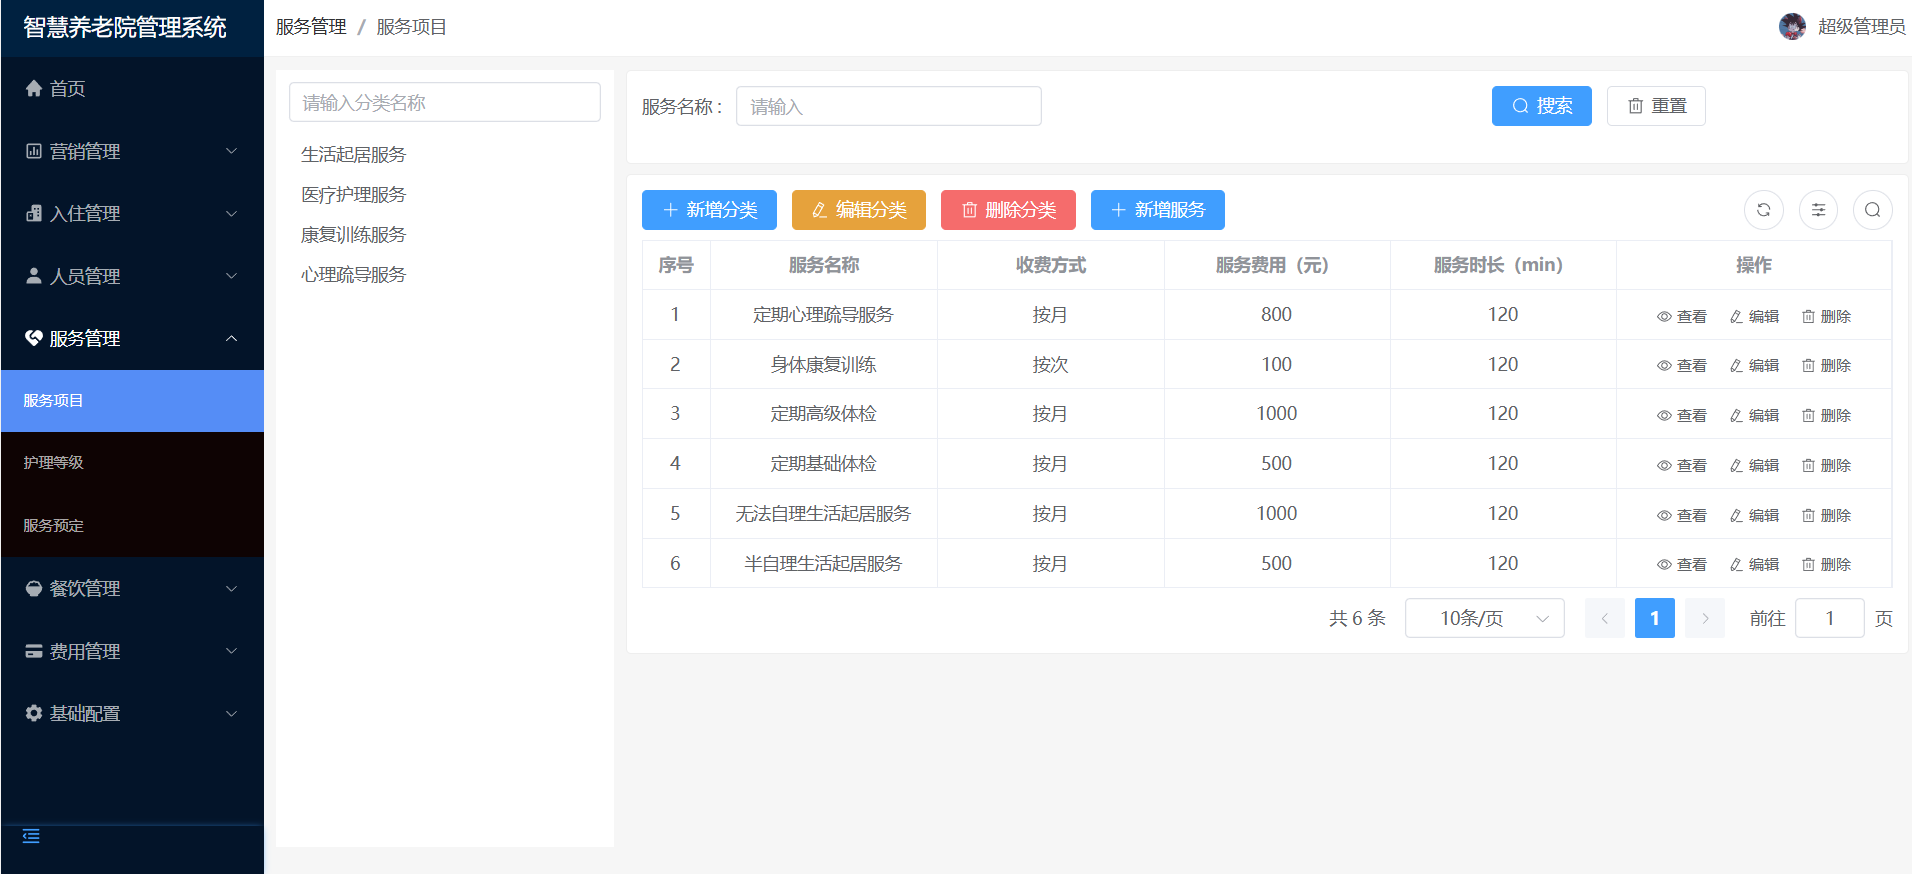 智慧养老院管理系统
首页
营销管理
入住管理
人员管理
服务管理
服务项目
护理等级
服务预定
餐饮管理
费用管理
基础配置
服务管理 / 服务项目
超级管理员
请输入分类名称
生活起居服务
医疗护理服务
康复训练服务
心理疏导服务
服务名称： 请输入 搜索 重置
新增分类 编辑分类 删除分类 新增服务
序号 服务名称 收费方式 服务费用（元） 服务时长（min） 操作
1 定期心理疏导服务 按月 800 120 查看 编辑 删除
2 身体康复训练 按次 100 120 查看 编辑 删除
3 定期高级体检 按月 1000 120 查看 编辑 删除
4 定期基础体检 按月 500 120 查看 编辑 删除
5 无法自理生活起居服务 按月 1000 120 查看 编辑 删除
6 半自理生活起居服务 按月 500 120 查看 编辑 删除
共 6 条 10条/页 1 前往 1 页